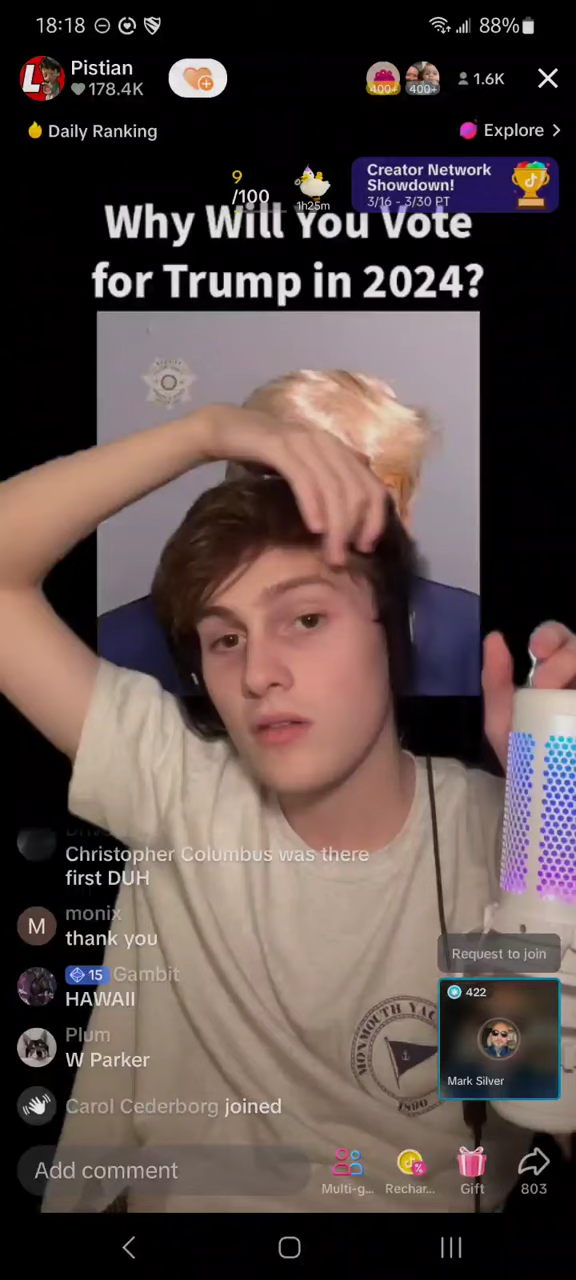 18:18
88%
Pistian
178.4K
400+
400+
1.6K
Daily Ranking
Explore >
9
/100
1h25m
Creator Network
Showdown!
3/16 - 3/30 PT
Why Will You Vote
for Trump in 2024?
Christopher Columbus was there
first DUH
M
monix
thank you
15 Gambit
HAWAII
Plum
W Parker
Carol Cederborg joined
MONMOUTH YAC
Request to join
422
Mark Silver
Add comment
Multi-g...
Rechar...
Gift
803